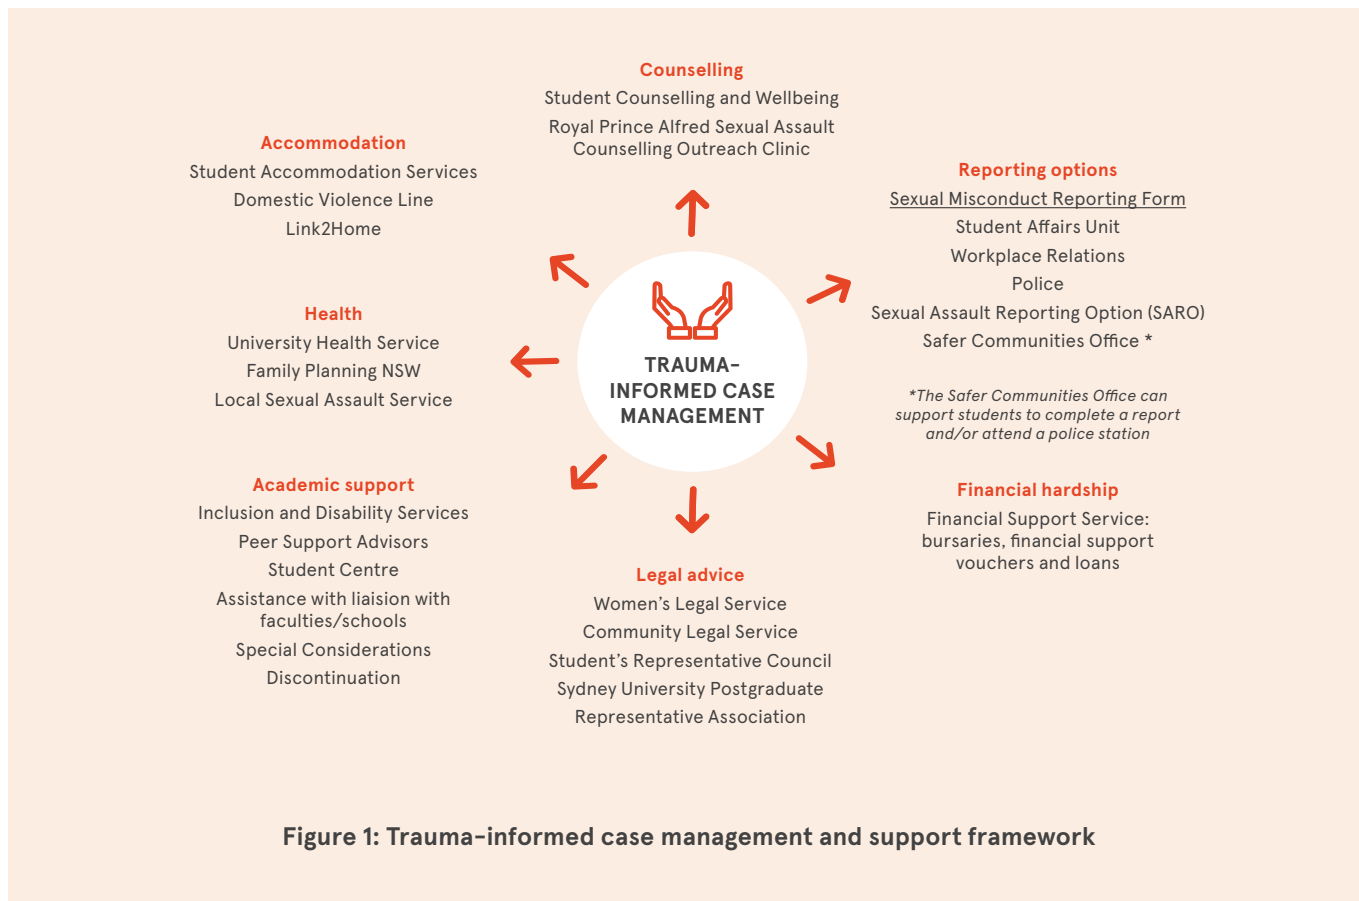 Counselling
Student Counselling and Wellbeing
Royal Prince Alfred Sexual Assault
Counselling Outreach Clinic
Accommodation
Student Accommodation Services
Domestic Violence Line
Link2Home
Reporting options
Sexual Misconduct Reporting Form
Student Affairs Unit
Workplace Relations
Police
Sexual Assault Reporting Option (SARO)
Safer Communities Office *
*The Safer Communities Office can
support students to complete a report
and/or attend a police station
TRAUMA-
INFORMED CASE
MANAGEMENT
Health
University Health Service
Family Planning NSW
Local Sexual Assault Service
Academic support
Inclusion and Disability Services
Peer Support Advisors
Student Centre
Assistance with liaision with
faculties/schools
Special Considerations
Discontinuation
Financial hardship
Financial Support Service:
bursaries, financial support
vouchers and loans
Legal advice
Women’s Legal Service
Community Legal Service
Student’s Representative Council
Sydney University Postgraduate
Representative Association
Figure 1: Trauma-informed case management and support framework